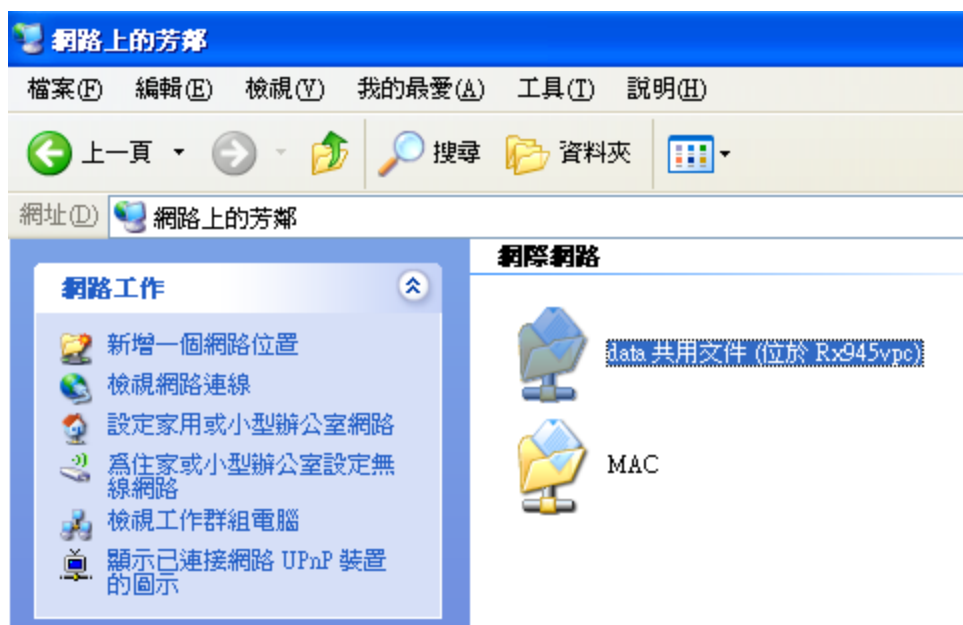 網路上的芳鄰
檔案(F) 編輯(E) 檢視(V) 我的最愛(A) 工具(T) 說明(H)
上一頁 搜尋 資料夾
網址(D) 網路上的芳鄰
網路工作
新增一個網路位置
檢視網路連線
設定家用或小型辦公室網路
為住家或小型辦公室設定無
線網路
檢視工作群組電腦
顯示已連接網路 UPnP 裝置
的圖示
網際網路
data 共用文件 (位於 Rx945vpc)
MAC